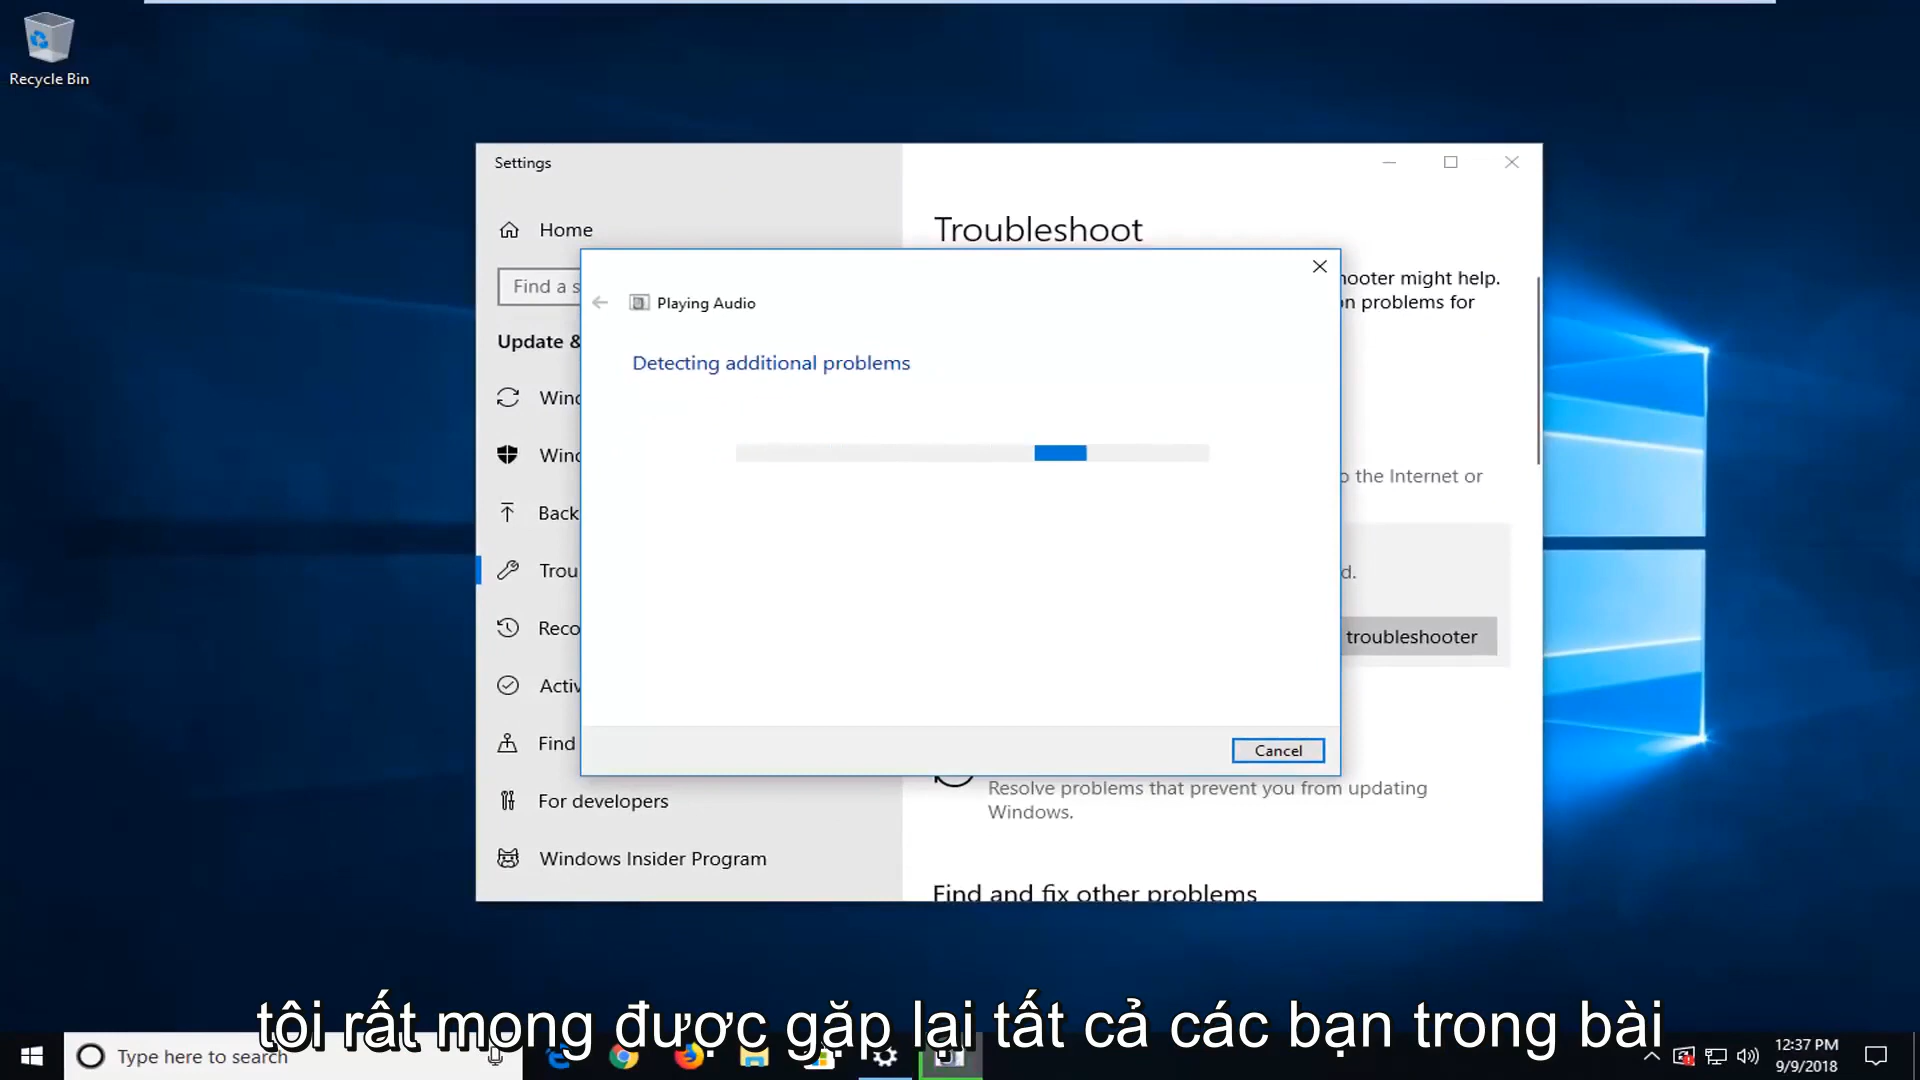 Recycle Bin
Settings
Home
Find a s
Update &
Wind
Wind
Back
Trou
Reco
Activ
Find
For developers
Windows Insider Program
Troubleshoot
hooter might help.
on problems for
o the Internet or
d.
troubleshooter
Resolve problems that prevent you from updating
Windows.
Find and fix other problems
Playing Audio
Detecting additional problems
Cancel
tôi rất mong được gặp lại tất cả các bạn trong bài
Type here to search
12:37 PM
9/9/2018